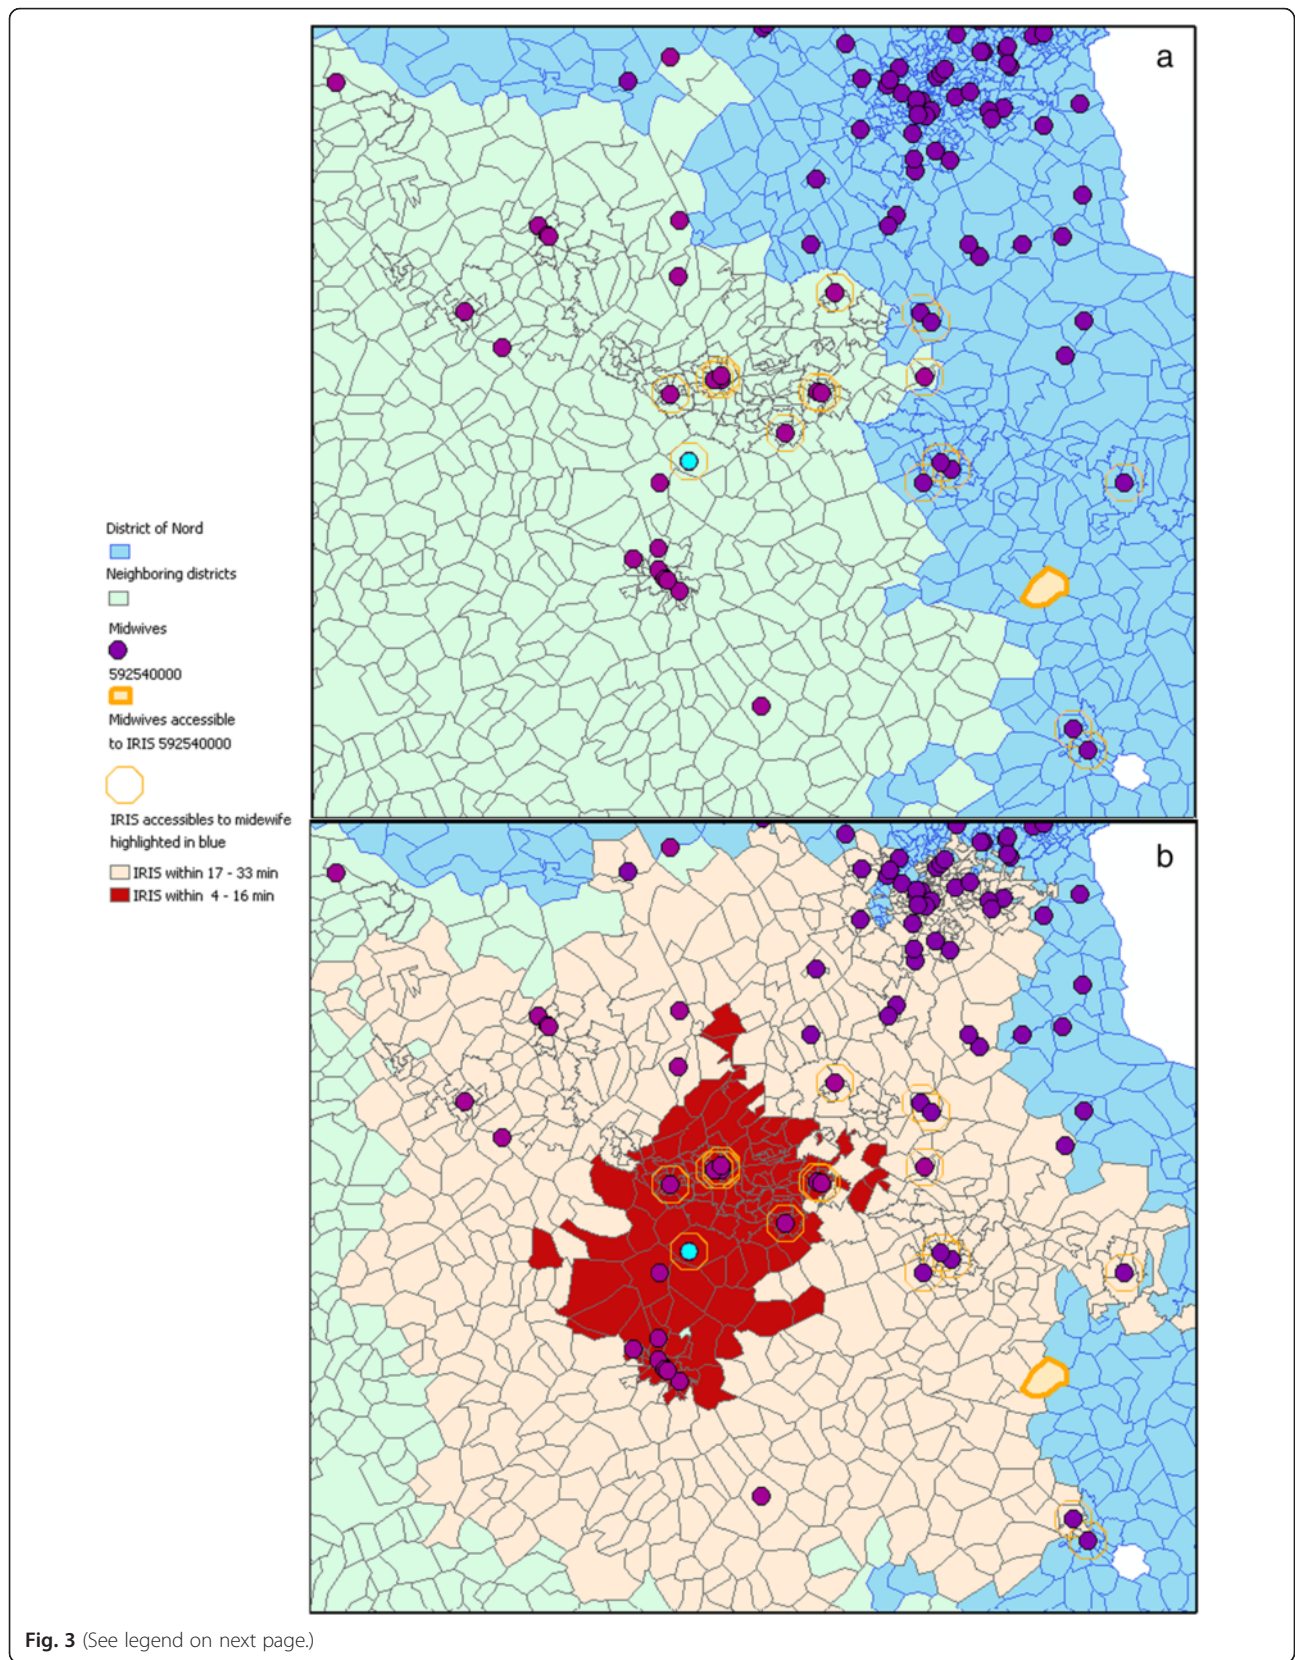 a
District of Nord
Neighboring districts
Midwives
592540000
Midwives accessible
to IRIS 592540000
IRIS accessibles to midewife
highlighted in blue
IRIS within 17 - 33 min
IRIS within 4 - 16 min
b
Fig. 3 (See legend on next page.)